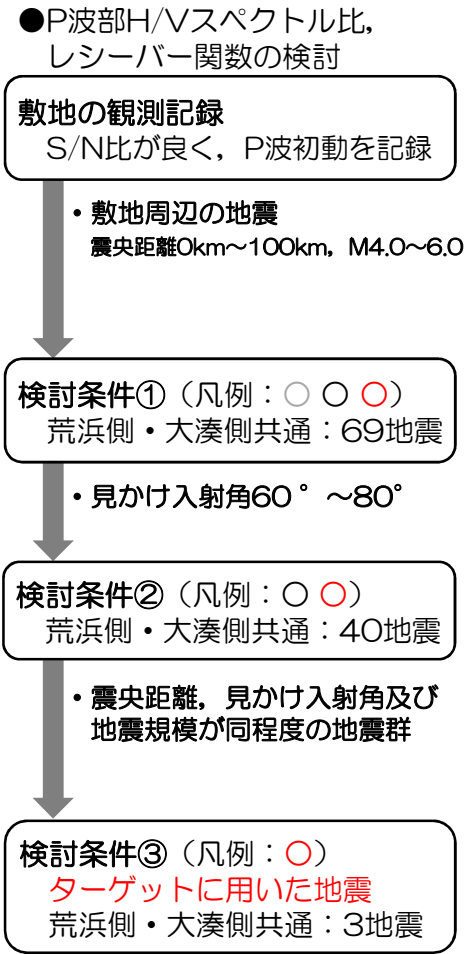 ●P波部H/Vスペクトル比，
レシーバー関数の検討
敷地の観測記録
S/N比が良く，P波初動を記録
・敷地周辺の地震
震央距離0km～100km，M4.0～6.0
検討条件①（凡例：○ ○ ○）
荒浜側・大湊側共通：69地震
・見かけ入射角60°～80°
検討条件②（凡例：○ ○）
荒浜側・大湊側共通：40地震
・震央距離，見かけ入射角及び
地震規模が同程度の地震群
検討条件③（凡例：○）
ターゲットに用いた地震
荒浜側・大湊側共通：3地震